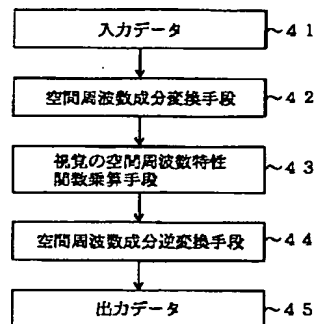 入力データ ～41
空間周波数成分変換手段 ～42
視覚の空間周波数特性 ～43
関数乗算手段
空間周波数成分逆変換手段 ～44
出力データ ～45